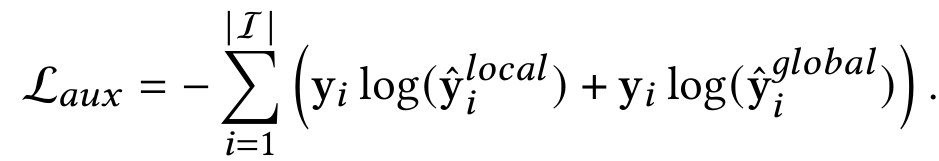 $\mathcal{L}_{aux} = - \sum_{i=1}^{|\mathcal{I}|} \left( \mathbf{y}_i \log(\hat{\mathbf{y}}_i^{local}) + \mathbf{y}_i \log(\hat{\mathbf{y}}_i^{global}) \right).$